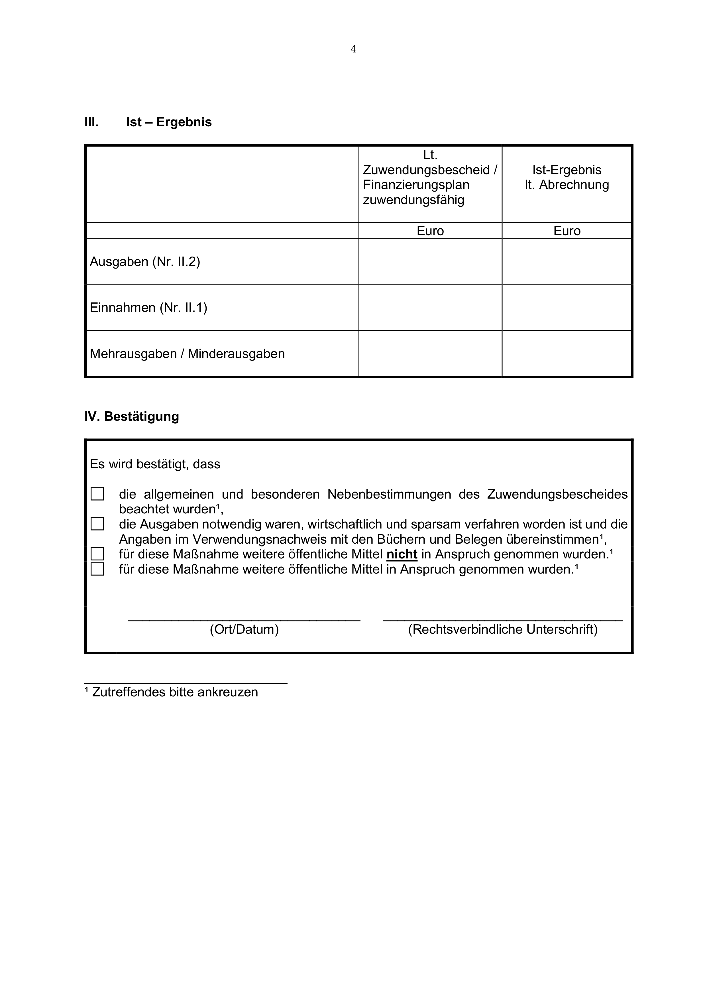 4
III. Ist – Ergebnis
Lt.
Zuwendungsbescheid /
Finanzierungsplan
zuwendungsfähig
Ist-Ergebnis
lt. Abrechnung
Euro
Euro
Ausgaben (Nr. II.2)
Einnahmen (Nr. II.1)
Mehrausgaben / Minderausgaben
IV. Bestätigung
Es wird bestätigt, dass
die allgemeinen und besonderen Nebenbestimmungen des Zuwendungsbescheides
beachtet wurden¹,
die Ausgaben notwendig waren, wirtschaftlich und sparsam verfahren worden ist und die
Angaben im Verwendungsnachweis mit den Büchern und Belegen übereinstimmen¹,
für diese Maßnahme weitere öffentliche Mittel nicht in Anspruch genommen wurden.¹
für diese Maßnahme weitere öffentliche Mittel in Anspruch genommen wurden.¹
(Ort/Datum)
(Rechtsverbindliche Unterschrift)
¹ Zutreffendes bitte ankreuzen